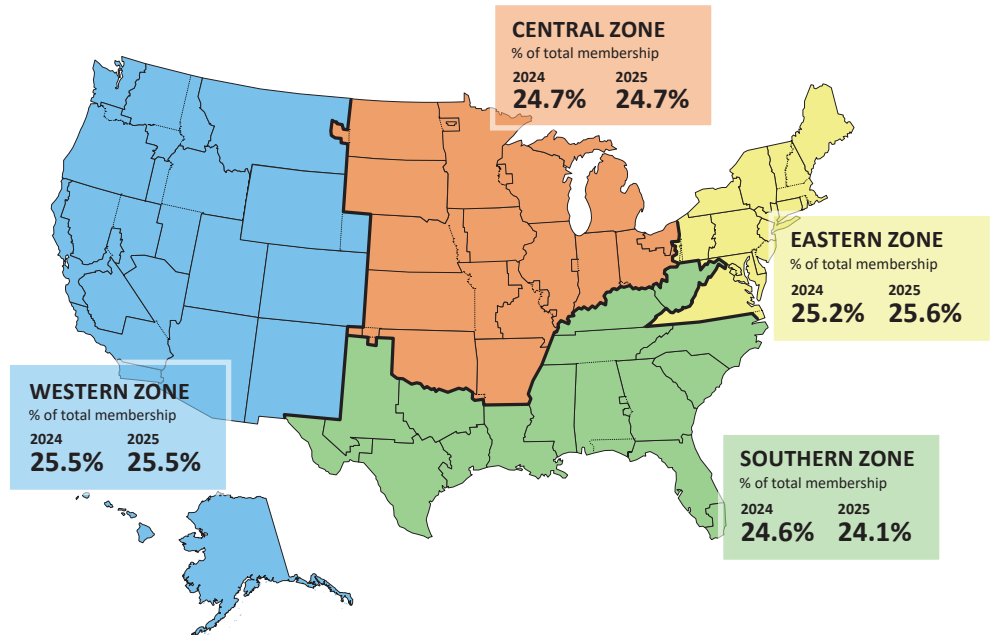 CENTRAL ZONE
% of total membership
2024 2025
24.7% 24.7%
EASTERN ZONE
% of total membership
2024 2025
25.2% 25.6%
WESTERN ZONE
% of total membership
2024 2025
25.5% 25.5%
SOUTHERN ZONE
% of total membership
2024 2025
24.6% 24.1%